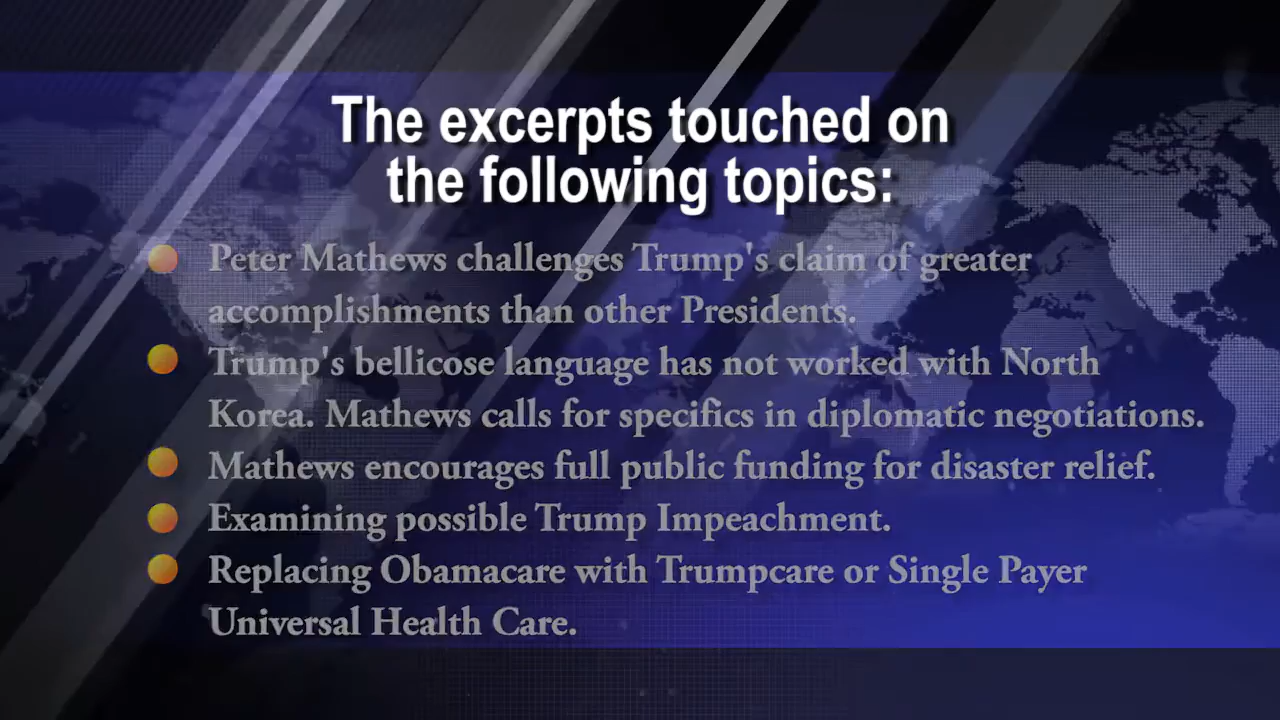 The excerpts touched on
the following topics:
Peter Mathews challenges Trump's claim of greater
accomplishments than other Presidents.
Trump's bellicose language has not worked with North
Korea. Mathews calls for specifics in diplomatic negotiations.
Mathews encourages full public funding for disaster relief.
Examining possible Trump Impeachment.
Replacing Obamacare with Trumpcare or Single Payer
Universal Health Care.